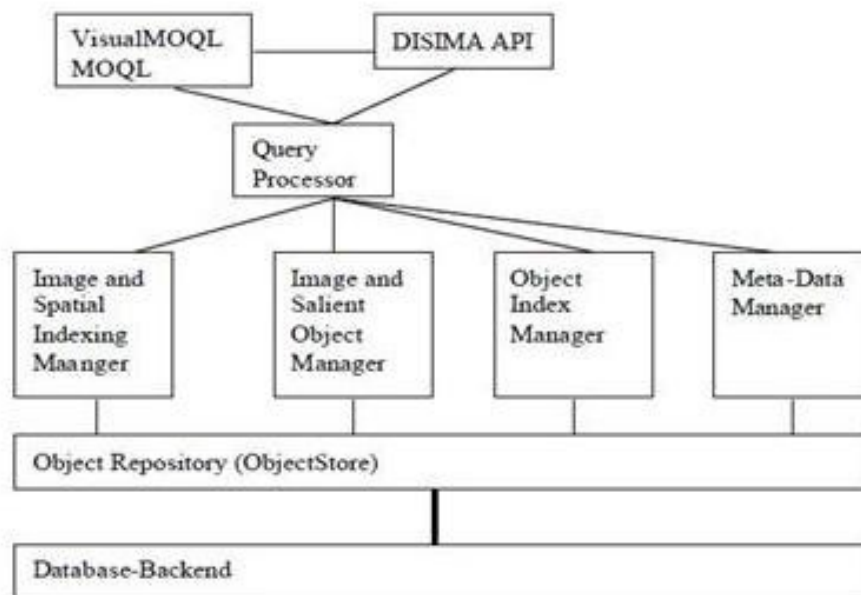 VisualMOQL
MOQL
DISIMA API
Query
Processor
Image and
Spatial
Indexing
Maanger
Image and
Salient
Object
Manager
Object
Index
Manager
Meta-Data
Manager
Object Repository (ObjectStore)
Database-Backend